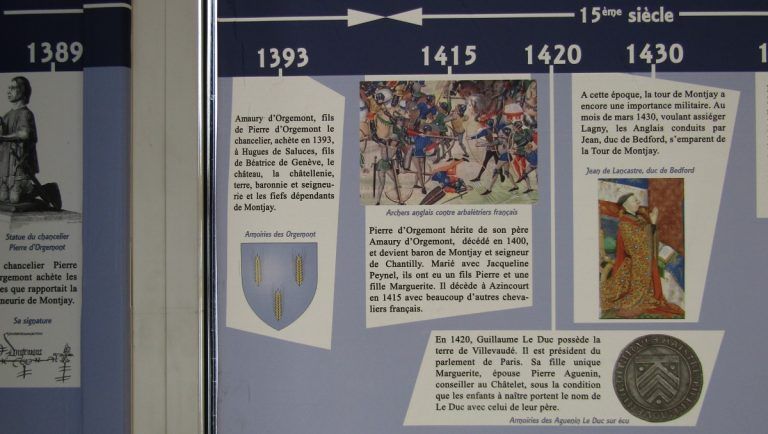 15ème siècle
1389
1393
1415
1420
1430
Statue du chancelier
Pierre d'Orgemont
chancelier Pierre
rgemont achète les
es que rapportait la
neurie de Montjay.
Sa signature
Amaury d'Orgemont, fils
de Pierre d'Orgemont le
chancelier, achète en 1393,
à Hugues de Saluces, fils
de Béatrice de Genève, le
château, la châtellenie,
terre, baronnie et seigneu-
rie et les fiefs dépendants
de Montjay.
Armoiries des Orgemont
Archers anglais contre arbalétriers français
Pierre d'Orgemont hérite de son père
Amaury d'Orgemont, décédé en 1400,
et devient baron de Montjay et seigneur
de Chantilly. Marié avec Jacqueline
Peynel, ils ont eu un fils Pierre et une
fille Marguerite. Il décède à Azincourt
en 1415 avec beaucoup d'autres cheva-
liers français.
En 1420, Guillaume Le Duc possède la
terre de Villevaudé. Il est président du
parlement de Paris. Sa fille unique
Marguerite, épouse Pierre Aguenin,
conseiller au Châtelet, sous la condition
que les enfants à naître portent le nom de
Le Duc avec celui de leur père.
Armoiries des Aguenin Le Duc sur écu
A cette époque, la tour de Montjay a
encore une importance militaire. Au
mois de mars 1430, voulant assiéger
Lagny, les Anglais conduits par
Jean, duc de Bedford, s'emparent de
la Tour de Montjay.
Jean de Lancastre, duc de Bedford